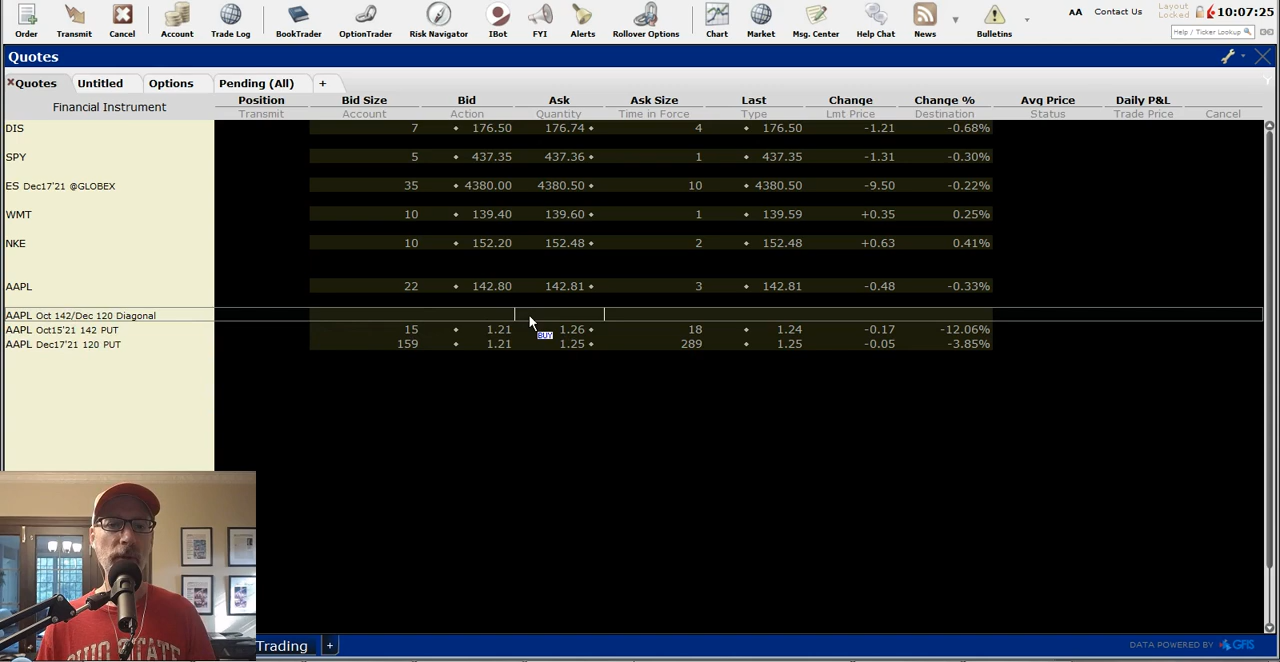 Order Transmit Cancel Account Trade Log BookTrader OptionTrader Risk Navigator IBot FYI Alerts Rollover Options Chart Market Msg. Center Help Chat News Bulletins
AA Contact Us Layout Locked 10:07:25
Help / Ticker Lookup
Quotes
Quotes Untitled Options Pending (All) +
Financial Instrument
Position Bid Size Bid Ask Ask Size Last Change Change % Avg Price Daily P&L
Transmit Account Action Quantity Time in Force Type Lmt Price Destination Status Trade Price Cancel
DIS 7 176.50 176.74 4 176.50 -1.21 -0.68%
SPY 5 437.35 437.36 1 437.35 -1.31 -0.30%
ES Dec17'21 @GLOBEX 35 4380.00 4380.50 10 4380.50 -9.50 -0.22%
WMT 10 139.40 139.60 1 139.59 +0.35 0.25%
NKE 10 152.20 152.48 2 152.48 +0.63 0.41%
AAPL 22 142.80 142.81 3 142.81 -0.48 -0.33%
AAPL Oct 142/Dec 120 Diagonal
BUY
AAPL Oct15'21 142 PUT 15 1.21 1.26 18 1.24 -0.17 -12.06%
AAPL Dec17'21 120 PUT 159 1.21 1.25 289 1.25 -0.05 -3.85%
OHIO STATE
Trading +
DATA POWERED BY GFIS